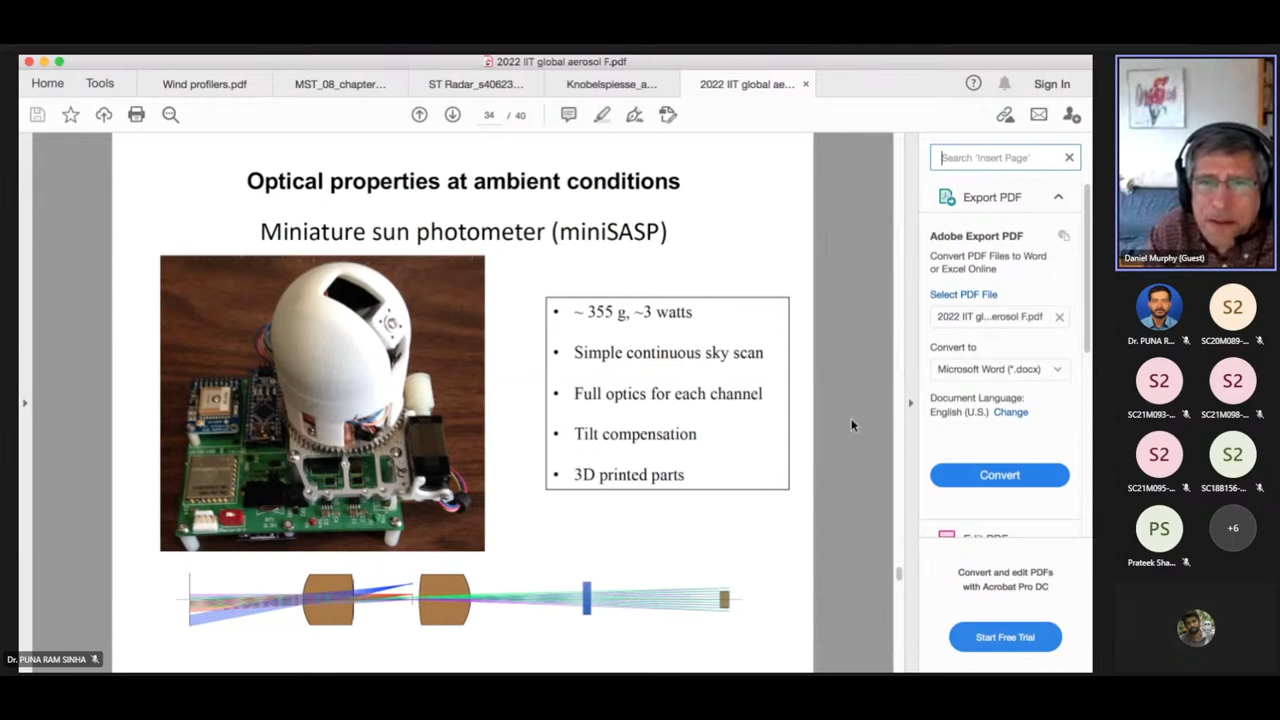 2022 IIT global aerosol F.pdf
Home
Tools
Wind profilers.pdf
MST_08_chapter...
ST Radar_s40623...
Knobelspiesse_a...
2022 IIT global ae...
Sign In
34 / 40
Optical properties at ambient conditions
Miniature sun photometer (miniSASP)
• ~ 355 g, ~3 watts
• Simple continuous sky scan
• Full optics for each channel
• Tilt compensation
• 3D printed parts
Search 'Insert Page'
Export PDF
Adobe Export PDF
Convert PDF Files to Word
or Excel Online
Select PDF File
2022 IIT gl...erosol F.pdf
Convert to
Microsoft Word (*.docx)
Document Language:
English (U.S.) Change
Convert
Edit PDF
Convert and edit PDFs
with Acrobat Pro DC
Start Free Trial
Daniel Murphy (Guest)
Dr. PUNA R...
S2
SC20M089-...
S2
SC21M093-...
S2
SC21M098-...
S2
SC21M095-...
S2
SC18B156-...
PS
Prateek Sha...
+6
Dr. PUNA RAM SINHA